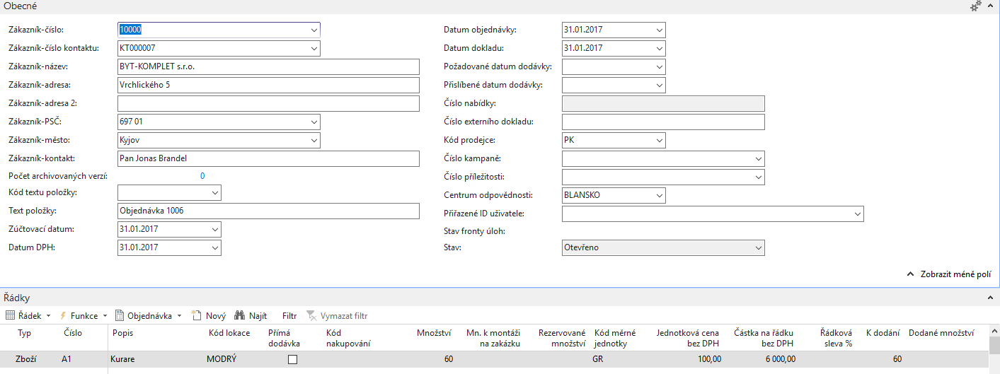 Obecné
Zákazník-číslo: 10000
Zákazník-číslo kontaktu: KT000007
Zákazník-název: BYT-KOMPLET s.r.o.
Zákazník-adresa: Vrchlického 5
Zákazník-adresa 2:
Zákazník-PSČ: 697 01
Zákazník-město: Kyjov
Zákazník-kontakt: Pan Jonas Brandel
Počet archivovaných verzí: 0
Kód textu položky:
Text položky: Objednávka 1006
Zúčtovací datum: 31.01.2017
Datum DPH: 31.01.2017
Datum objednávky: 31.01.2017
Datum dokladu: 31.01.2017
Požadované datum dodávky:
Přislíbené datum dodávky:
Číslo nabídky:
Číslo externího dokladu:
Kód prodejce: PK
Číslo kampaně:
Číslo příležitosti:
Centrum odpovědnosti: BLANSKO
Přiřazené ID uživatele:
Stav fronty úloh:
Stav: Otevřeno
Zobrazit méně polí
Řádky
Řádek Funkce Objednávka Nový Najít Filtr Vymazat filtr
Typ Číslo Popis Kód lokace Přímá Kód Množství Mn. k montáži Rezervované Kód měrné Jednotková cena Částka na řádku Řádková K dodání Dodané množství
dodávka nakupování na zakázku množství jednotky bez DPH bez DPH sleva %
Zboží A1 Kurare MODRÝ 60 GR 100,00 6 000,00 60